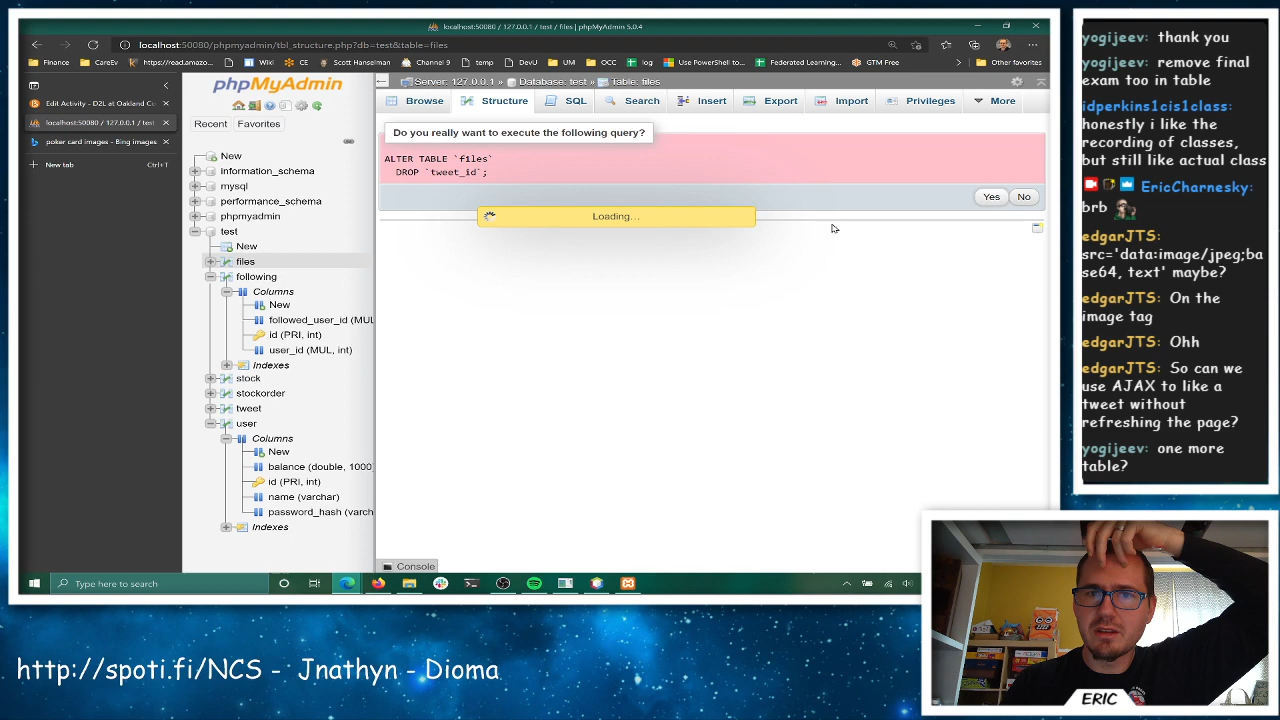 localhost:50080 / 127.0.0.1 / test / files | phpMyAdmin 5.0.4
localhost:50080/phpmyadmin/tbl_structure.php?db=test&table=files
Finance
CareEv
https://read.amazo...
Wiki
CE
Scott Hanselman
temp
DevU
UM
OCC
log
Use PowerShell to...
Federated Learning...
GTM Free
Other favorites
Edit Activity - D2L at Oakland C
localhost:50080 / 127.0.0.1 / test
poker card images - Bing images
New tab
Ctrl+T
phpMyAdmin
Recent
Favorites
New
information_schema
mysql
performance_schema
phpmyadmin
test
New
files
following
Columns
New
followed_user_id (MUL
id (PRI, int)
user_id (MUL, int)
Indexes
stock
stockorder
tweet
user
Columns
New
balance (double, 1000
id (PRI, int)
name (varchar)
password_hash (varch
Indexes
Server: 127.0.0.1 » Database: test » Table: files
Browse
Structure
SQL
Search
Insert
Export
Import
Privileges
More
Do you really want to execute the following query?
ALTER TABLE `files`
DROP `tweet_id`;
Yes
No
Loading...
Console
Type here to search
yogijeev: thank you
yogijeev: remove final
exam too in table
idperkins1cis1class:
honestly i like the
recording of classes,
but still like actual class
EricCharnesky:
brb
edgarJTS:
src='data:image/jpeg;ba
se64, text' maybe?
edgarJTS: On the
image tag
edgarJTS: Ohh
edgarJTS: So can we
use AJAX to like a
tweet without
refreshing the page?
yogijeev: one more
table?
http://spoti.fi/NCS - Jnathyn - Dioma
ERIC